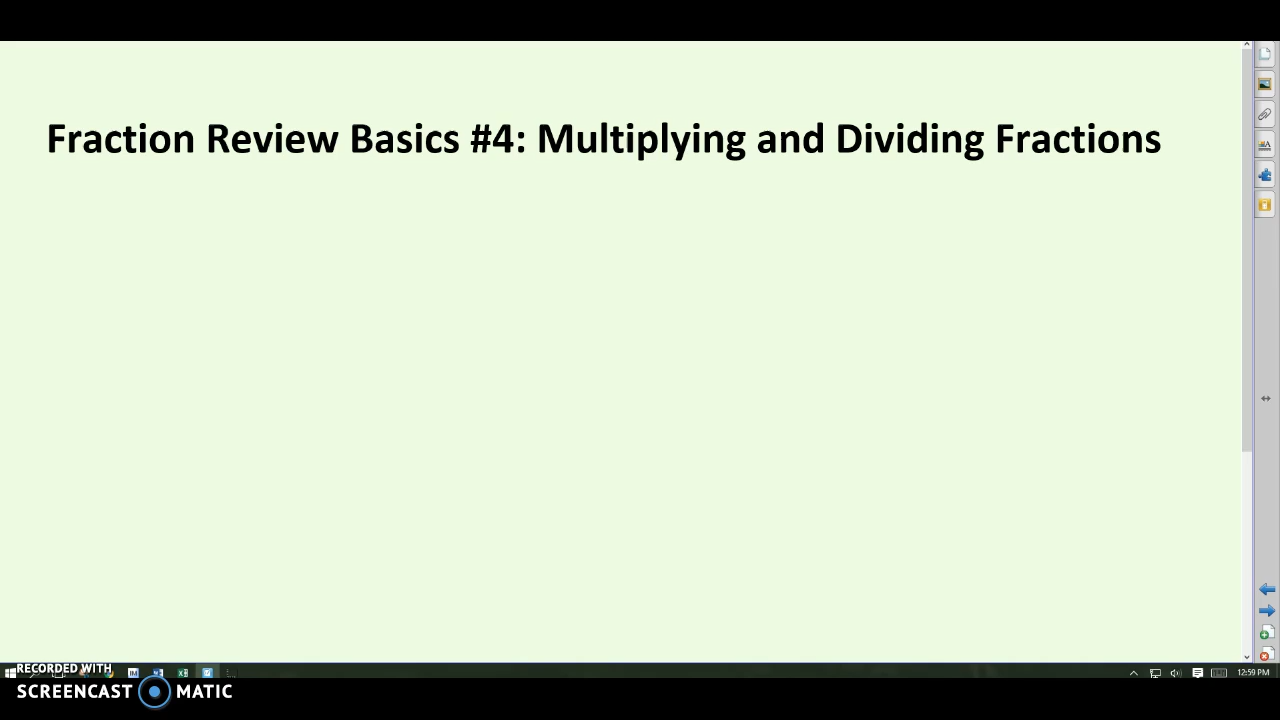 Fraction Review Basics #4: Multiplying and Dividing Fractions
RECORDED WITH
12:59 PM
SCREENCAST MATIC